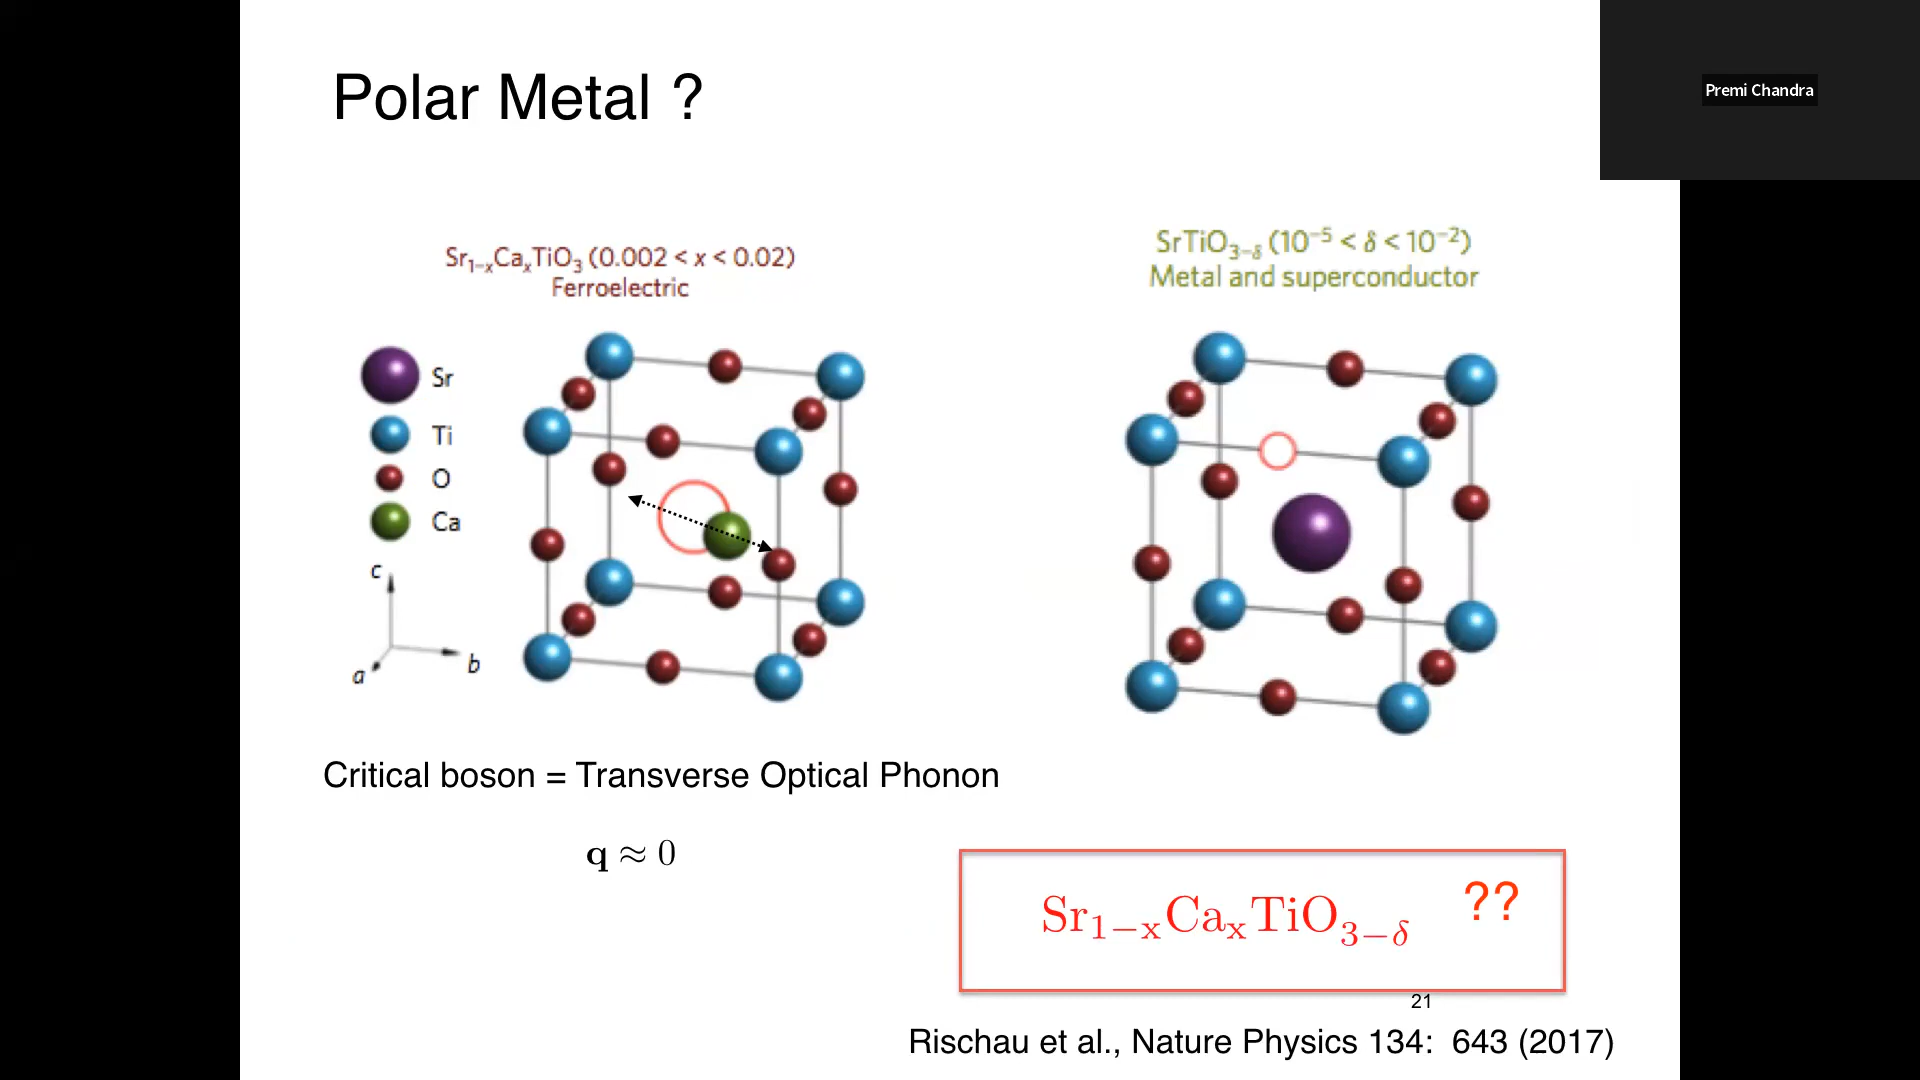 Polar Metal ?
Premi Chandra
Sr₁₋ₓCaₓTiO₃ (0.002 < x < 0.02)
Ferroelectric
SrTiO₃₋δ (10⁻⁵ < δ < 10⁻²)
Metal and superconductor
Sr
Ti
O
Ca
c
b
a
Critical boson = Transverse Optical Phonon
q ≈ 0
Sr₁₋ₓCaₓTiO₃₋δ ??
21
Rischau et al., Nature Physics 134: 643 (2017)